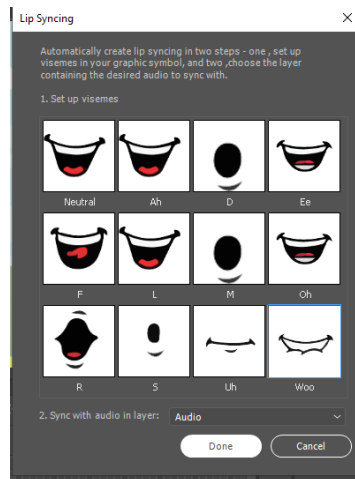 Lip Syncing
Automatically create lip syncing in two steps - one , set up
visemes in your graphic symbol, and two ,choose the layer
containing the desired audio to sync with.
1. Set up visemes
Neutral Ah D Ee
F L M Oh
R S Uh Woo
2. Sync with audio in layer: Audio
Done Cancel